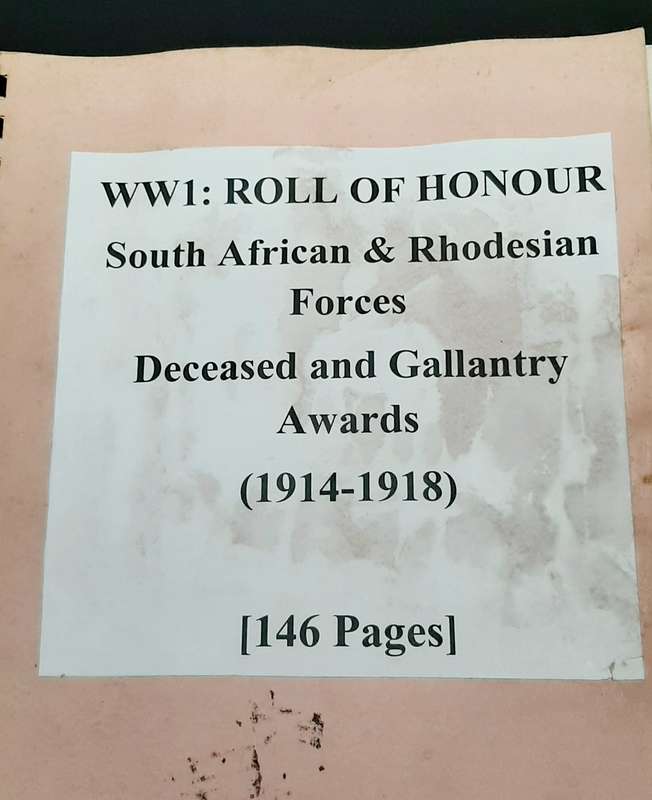 WW1: ROLL OF HONOUR
South African & Rhodesian
Forces
Deceased and Gallantry
Awards
(1914-1918)
[146 Pages]